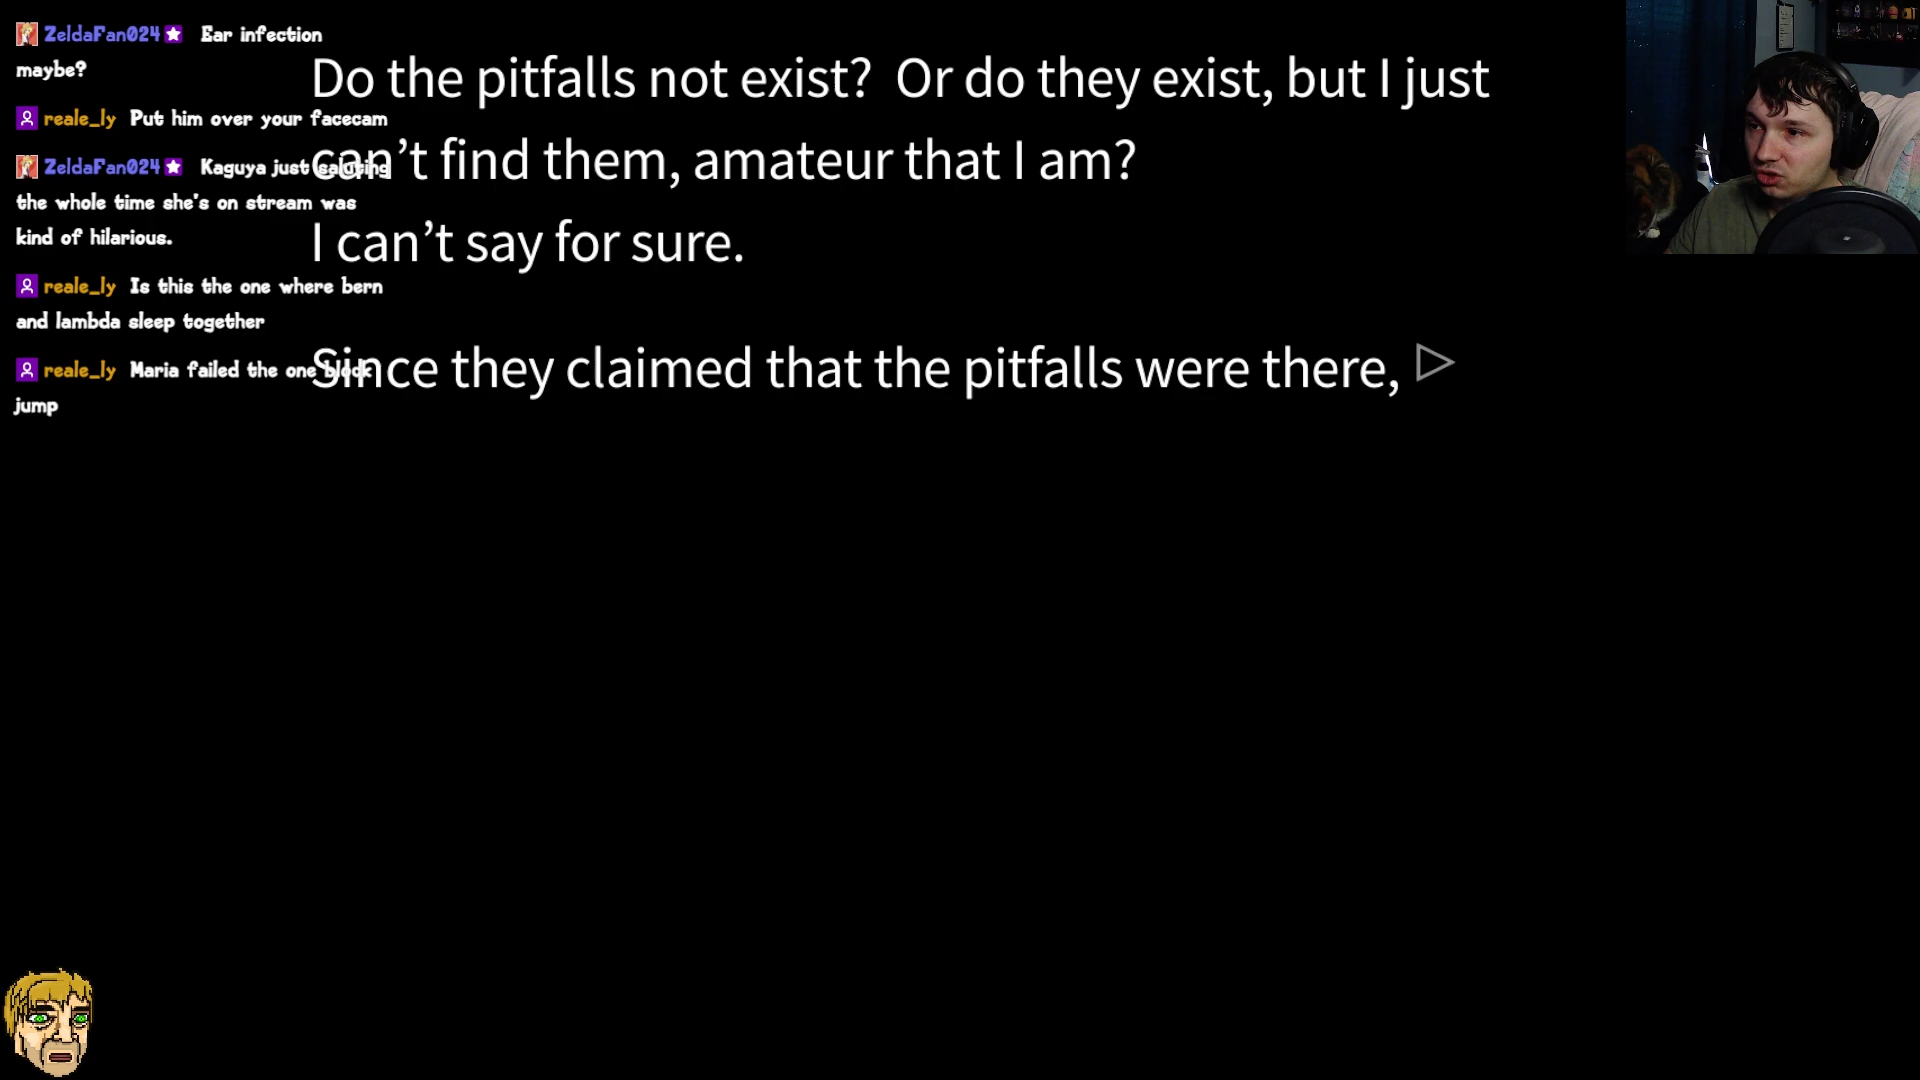 ZeldaFan024 Ear infection
maybe?
reale_ly Put him over your facecam
ZeldaFan024 Kaguya just saluting
the whole time she's on stream was
kind of hilarious.
reale_ly Is this the one where bern
and lambda sleep together
reale_ly Maria failed the one block
jump
Do the pitfalls not exist?  Or do they exist, but I just
can’t find them, amateur that I am?
I can’t say for sure.
Since they claimed that the pitfalls were there,